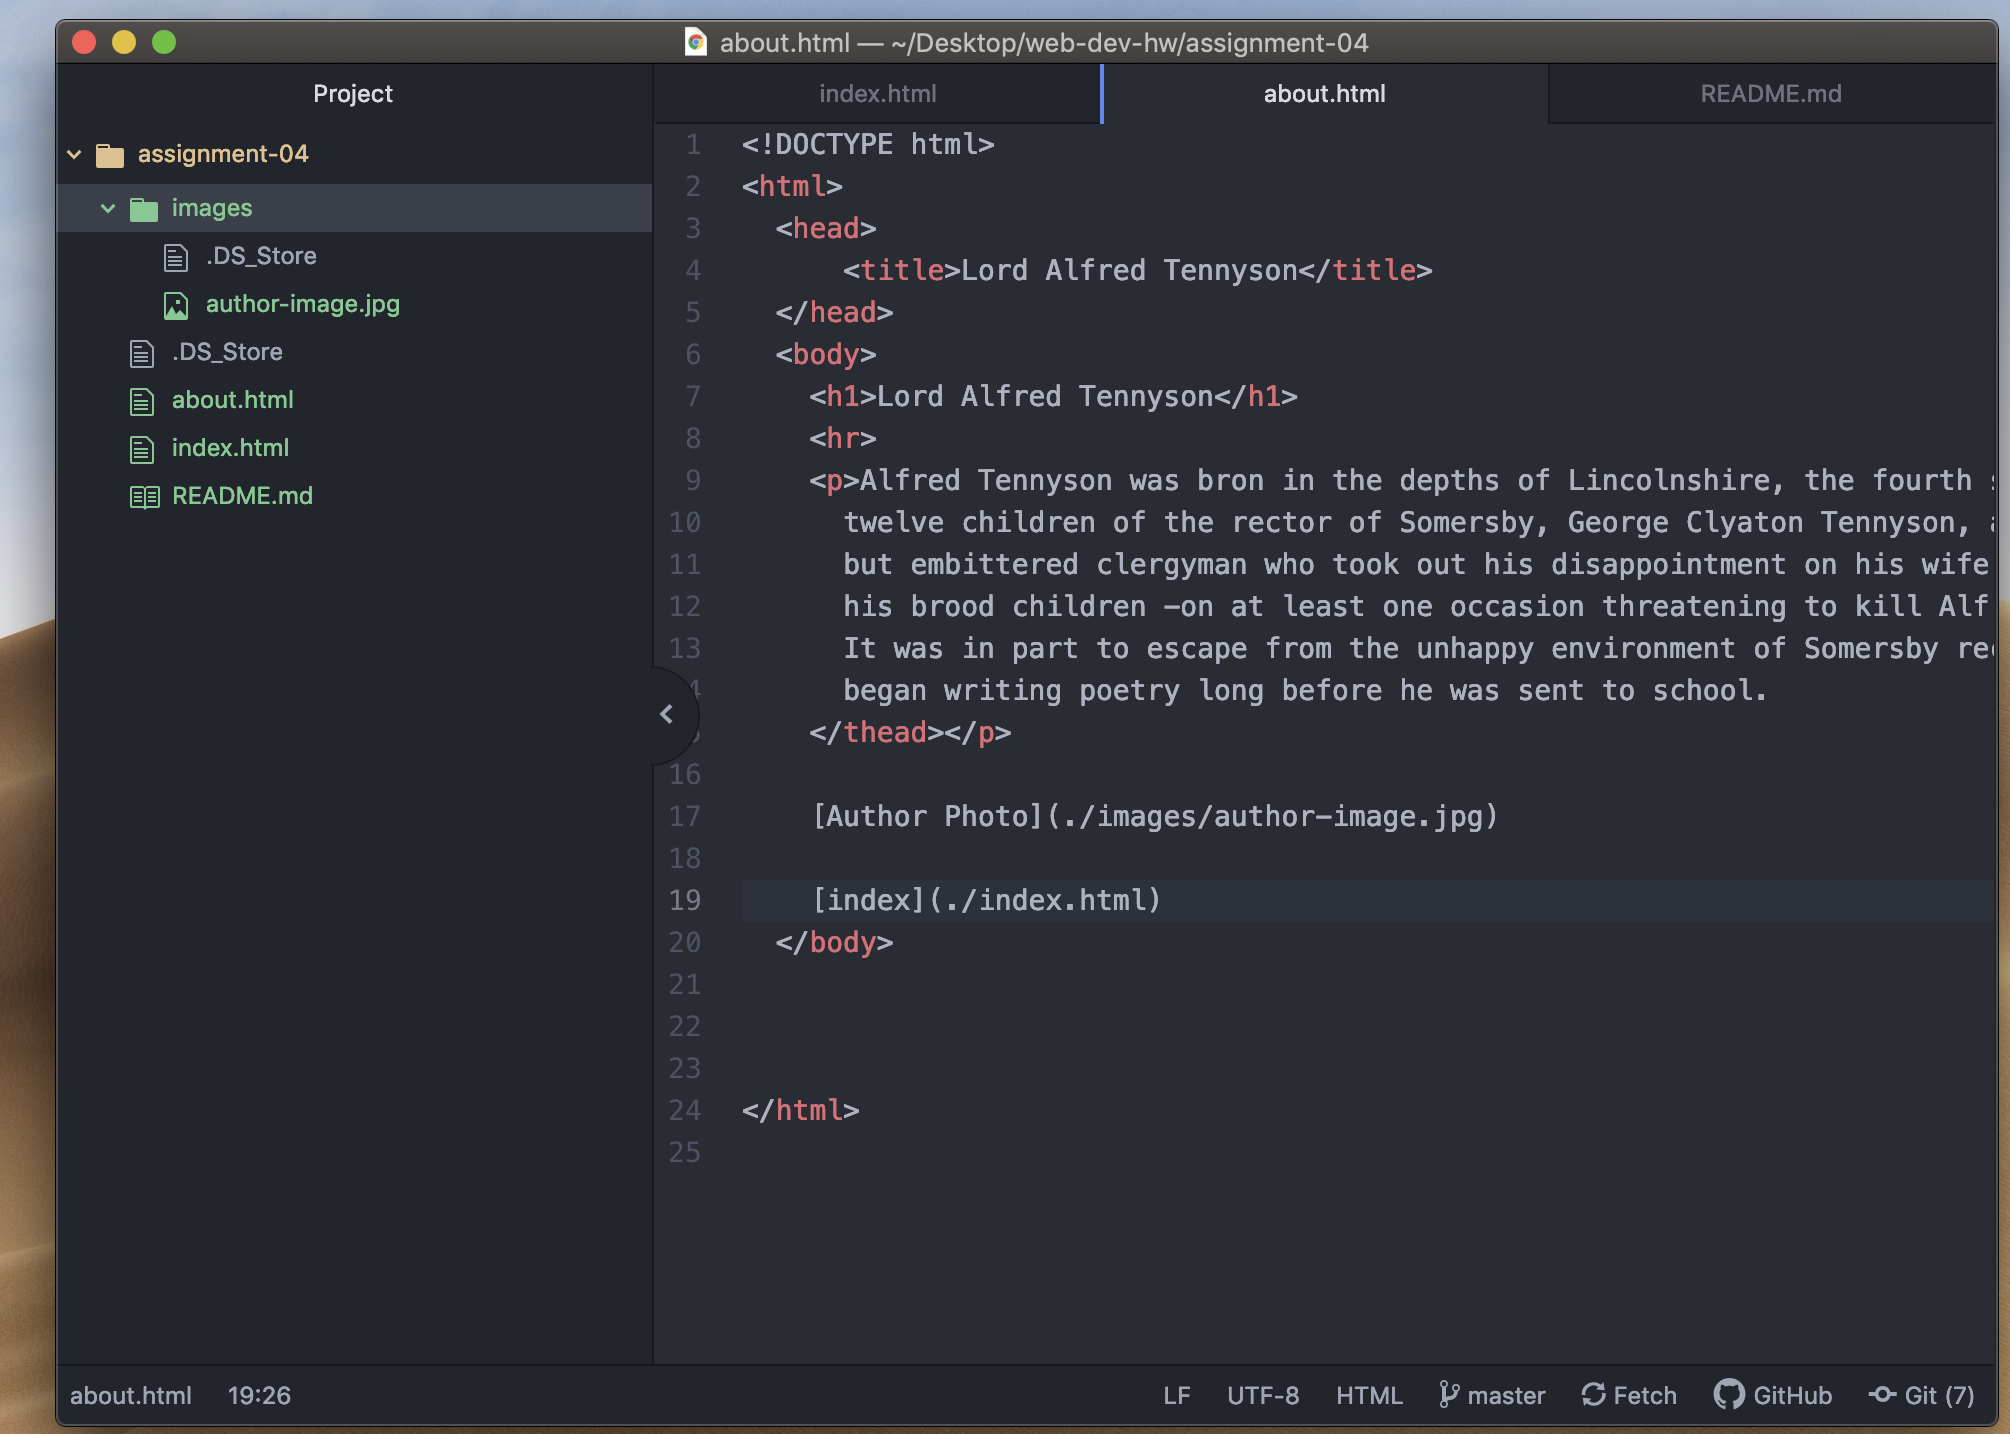 about.html — ~/Desktop/web-dev-hw/assignment-04
Project
index.html
about.html
README.md
assignment-04
images
.DS_Store
author-image.jpg
.DS_Store
about.html
index.html
README.md
1 <!DOCTYPE html>
2 <html>
3 <head>
4 <title>Lord Alfred Tennyson</title>
5 </head>
6 <body>
7 <h1>Lord Alfred Tennyson</h1>
8 <hr>
9 <p>Alfred Tennyson was bron in the depths of Lincolnshire, the fourth
10 twelve children of the rector of Somersby, George Clyaton Tennyson,
11 but embittered clergyman who took out his disappointment on his wife
12 his brood children —on at least one occasion threatening to kill Alf
13 It was in part to escape from the unhappy environment of Somersby
began writing poetry long before he was sent to school.
</thead></p>
16
17 [Author Photo](./images/author-image.jpg)
18
19 [index](./index.html)
20 </body>
21
22
23
24 </html>
25
about.html 19:26 LF UTF-8 HTML master Fetch GitHub Git (7)